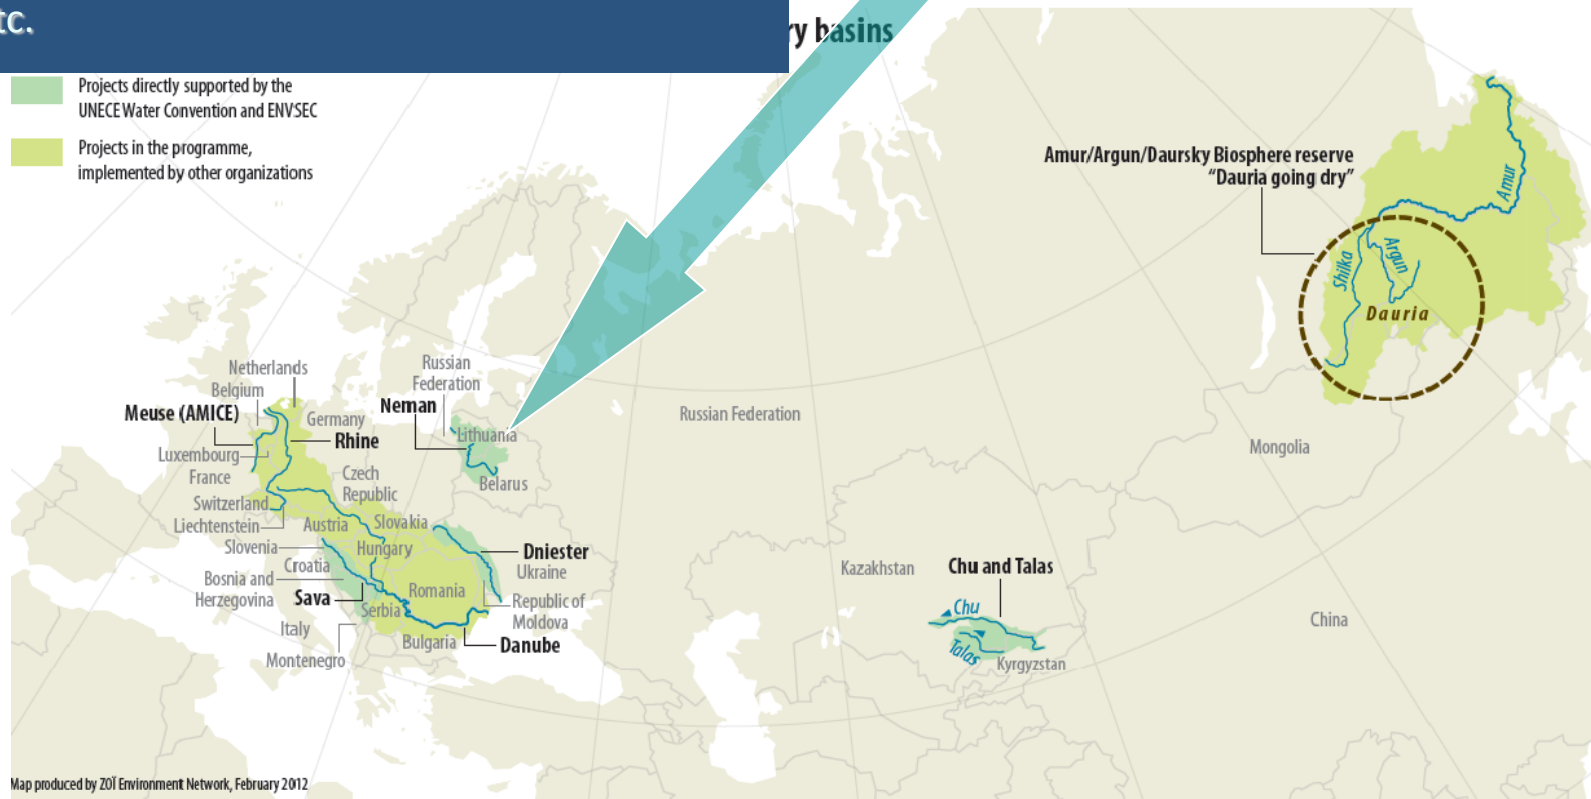 tc.
ry basins
Projects directly supported by the
UNECE Water Convention and ENVSEC
Projects in the programme,
implemented by other organizations
Amur/Argun/Daursky Biosphere reserve
“Dauria going dry”
Amur
Argun
Shilka
Dauria
Netherlands
Belgium
Meuse (AMICE)
Germany
Rhine
Luxembourg
France
Czech
Republic
Switzerland
Liechtenstein
Austria
Slovakia
Slovenia
Hungary
Croatia
Bosnia and
Herzegovina
Sava
Serbia
Romania
Italy
Montenegro
Bulgaria
Danube
Russian
Federation
Neman
Lithuania
Belarus
Dniester
Ukraine
Republic of
Moldova
Russian Federation
Mongolia
Kazakhstan
Chu and Talas
Chu
Talas
Kyrgyzstan
China
Map produced by ZOÏ Environment Network, February 2012